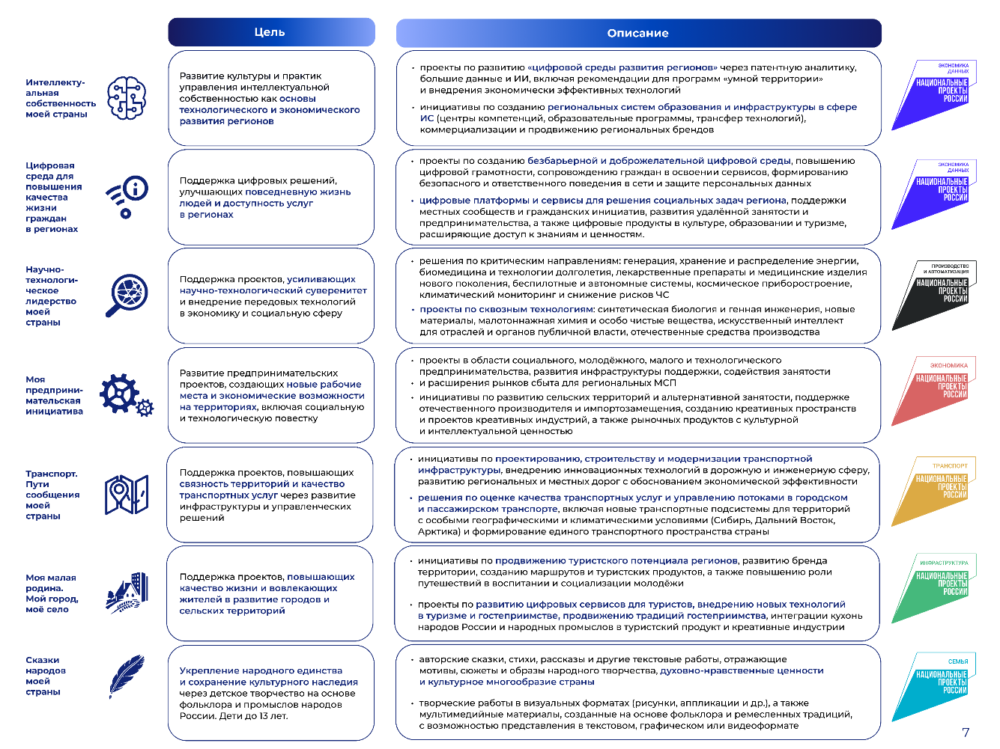 Цель
Описание
Интеллекту-
альная
собственность
моей страны
Развитие культуры и практик
управления интеллектуальной
собственностью как основы
технологического и экономического
развития регионов
• проекты по развитию «цифровой среды развития регионов» через патентную аналитику,
большие данные и ИИ, включая рекомендации для программ «умной территории»
и внедрения экономически эффективных технологий
• инициативы по созданию региональных систем образования и инфраструктуры в сфере
ИС (центры компетенций, образовательные программы, трансфер технологий),
коммерциализации и продвижению региональных брендов
ЭКОНОМИКА
ДАННЫХ
НАЦИОНАЛЬНЫЕ
ПРОЕКТЫ
РОССИИ
Цифровая
среда для
повышения
качества
жизни
граждан
в регионах
Поддержка цифровых решений,
улучшающих повседневную жизнь
людей и доступность услуг
в регионах
• проекты по созданию безбарьерной и доброжелательной цифровой среды, повышению
цифровой грамотности, сопровождению граждан в освоении сервисов, формированию
безопасного и ответственного поведения в сети и защите персональных данных
• цифровые платформы и сервисы для решения социальных задач региона, поддержки
местных сообществ и гражданских инициатив, развития удалённой занятости и
предпринимательства, а также цифровые продукты в культуре, образовании и туризме,
расширяющие доступ к знаниям и ценностям.
ЭКОНОМИКА
ДАННЫХ
НАЦИОНАЛЬНЫЕ
ПРОЕКТЫ
РОССИИ
Научно-
технологи-
ческое
лидерство
моей
страны
Поддержка проектов, усиливающих
научно-технологический суверенитет
и внедрение передовых технологий
в экономику и социальную сферу
• решения по критическим направлениям: генерация, хранение и распределение энергии,
биомедицина и технологии долголетия, лекарственные препараты и медицинские изделия
нового поколения, беспилотные и автономные системы, космическое приборостроение,
климатический мониторинг и снижение рисков ЧС
• проекты по сквозным технологиям: синтетическая биология и генная инженерия, новые
материалы, малотоннажная химия и особо чистые вещества, искусственный интеллект
для отраслей и органов публичной власти, отечественные средства производства
ПРОИЗВОДСТВО
И АВТОМАТИЗАЦИЯ
НАЦИОНАЛЬНЫЕ
ПРОЕКТЫ
РОССИИ
Моя
предприни-
мательская
инициатива
Развитие предпринимательских
проектов, создающих новые рабочие
места и экономические возможности
на территориях, включая социальную
и технологическую повестку
• проекты в области социального, молодёжного, малого и технологического
предпринимательства, развития инфраструктуры поддержки, содействия занятости
• и расширения рынков сбыта для региональных МСП
• инициативы по развитию сельских территорий и альтернативной занятости, поддержке
отечественного производителя и импортозамещения, созданию креативных пространств
и проектов креативных индустрий, а также рыночных продуктов с культурной
и интеллектуальной ценностью
ЭКОНОМИКА
НАЦИОНАЛЬНЫЕ
ПРОЕКТЫ
РОССИИ
Транспорт.
Пути
сообщения
моей
страны
Поддержка проектов, повышающих
связность территорий и качество
транспортных услуг через развитие
инфраструктуры и управленческих
решений
• инициативы по проектированию, строительству и модернизации транспортной
инфраструктуры, внедрению инновационных технологий в дорожную и инженерную сферу,
развитию региональных и местных дорог с обоснованием экономической эффективности
• решения по оценке качества транспортных услуг и управлению потоками в городском
и пассажирском транспорте, включая новые транспортные подсистемы для территорий
с особыми географическими и климатическими условиями (Сибирь, Дальний Восток,
Арктика) и формирование единого транспортного пространства страны
ТРАНСПОРТ
НАЦИОНАЛЬНЫЕ
ПРОЕКТЫ
РОССИИ
Моя малая
родина.
Мой город,
моё село
Поддержка проектов, повышающих
качество жизни и вовлекающих
жителей в развитие городов и
сельских территорий
• инициативы по продвижению туристского потенциала регионов, развитию бренда
территории, созданию маршрутов и туристских продуктов, а также повышению роли
путешествий в воспитании и социализации молодёжи
• проекты по развитию цифровых сервисов для туристов, внедрению новых технологий
в туризме и гостеприимстве, продвижению традиций гостеприимства, интеграции кухонь
народов России и народных промыслов в туристский продукт и креативные индустрии
ИНФРАСТРУКТУРА
НАЦИОНАЛЬНЫЕ
ПРОЕКТЫ
РОССИИ
Сказки
народов
моей
страны
Укрепление народного единства
и сохранение культурного наследия
через детское творчество на основе
фольклора и промыслов народов
России. Дети до 13 лет.
• авторские сказки, стихи, рассказы и другие текстовые работы, отражающие
мотивы, сюжеты и образы народного творчества, духовно-нравственные ценности
и культурное многообразие страны
• творческие работы в визуальных форматах (рисунки, аппликации и др.), а также
мультимедийные материалы, созданные на основе фольклора и ремесленных традиций,
с возможностью представления в текстовом, графическом или видеоформате
СЕМЬЯ
НАЦИОНАЛЬНЫЕ
ПРОЕКТЫ
РОССИИ
7